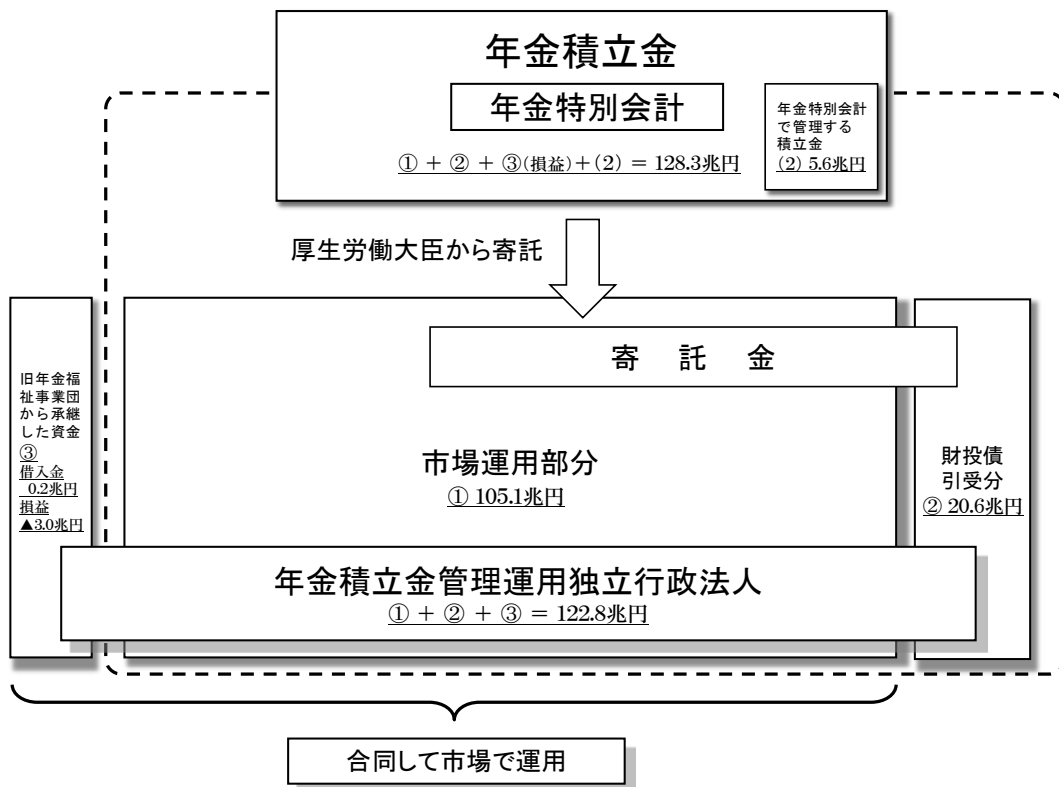 年金積立金
年金特別会計
① + ② + ③(損益)+(2) = 128.3兆円
年金特別会計
で管理する
積立金
(2) 5.6兆円
厚生労働大臣から寄託
寄 託 金
旧年金福
祉事業団
から承継
した資金
③
借入金
0.2兆円
損益
▲3.0兆円
市場運用部分
① 105.1兆円
財投債
引受分
② 20.6兆円
年金積立金管理運用独立行政法人
① + ② + ③ = 122.8兆円
合同して市場で運用